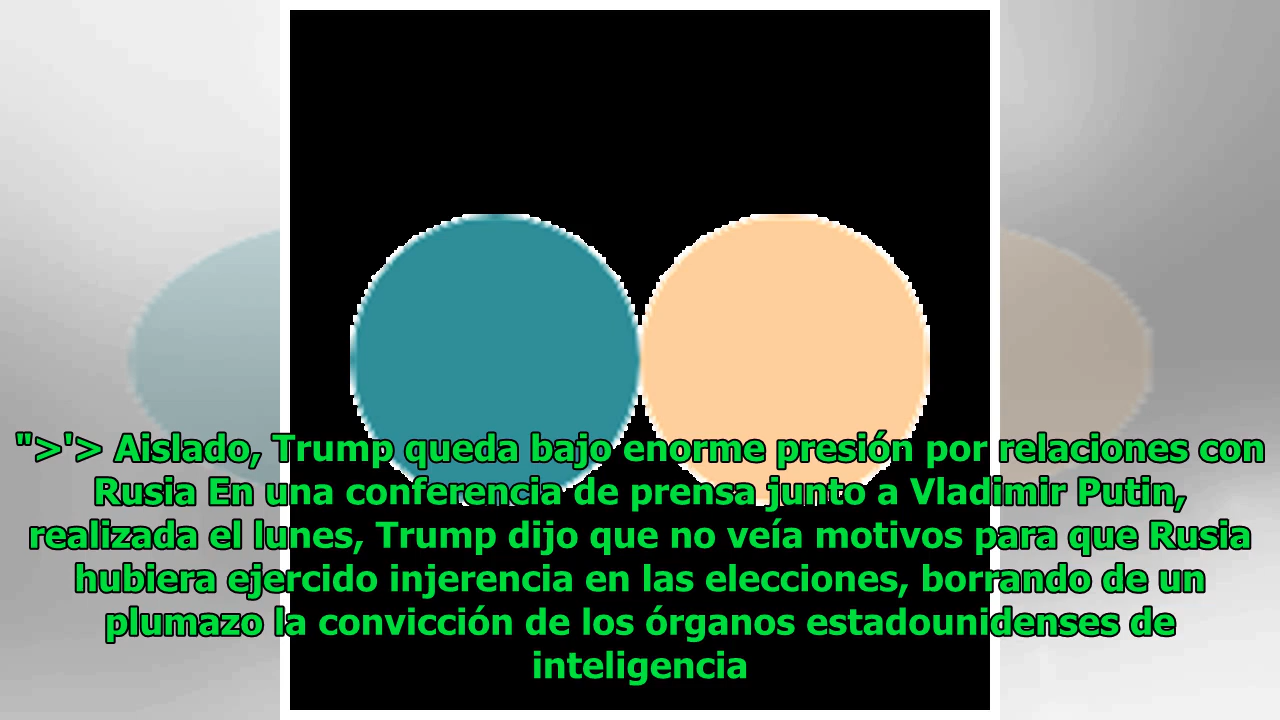 ">'> Aislado, Trump queda bajo enorme presión por relaciones con
Rusia En una conferencia de prensa junto a Vladimir Putin,
realizada el lunes, Trump dijo que no veía motivos para que Rusia
hubiera ejercido injerencia en las elecciones, borrando de un
plumazo la convicción de los órganos estadounidenses de
inteligencia